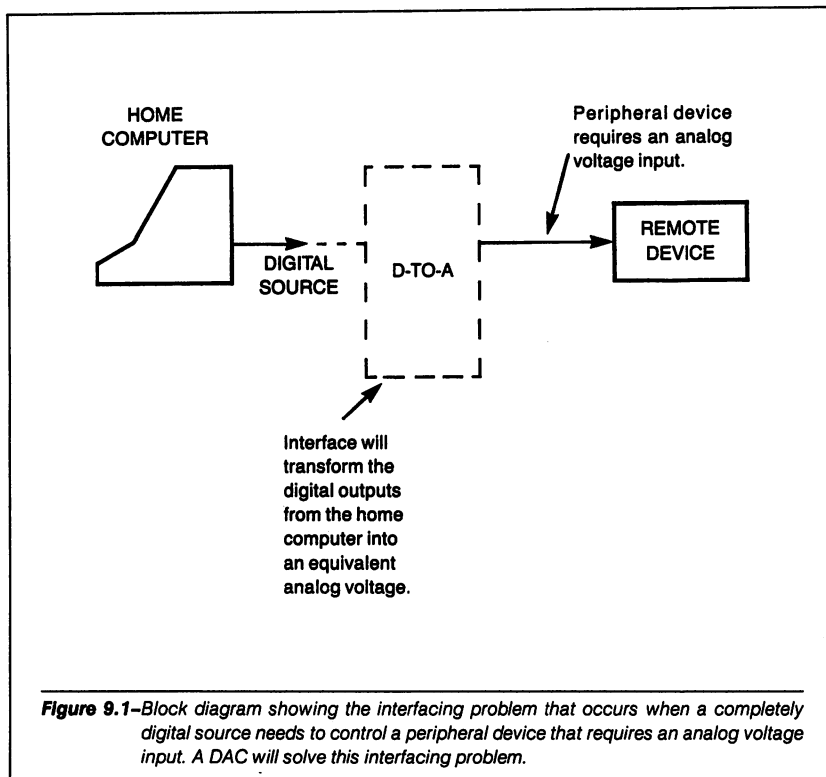 HOME
COMPUTER
Peripheral device
requires an analog
voltage input.
DIGITAL
SOURCE
D-TO-A
REMOTE
DEVICE
Interface will
transform the
digital outputs
from the home
computer into
an equivalent
analog voltage.
Figure 9.1–Block diagram showing the interfacing problem that occurs when a completely
digital source needs to control a peripheral device that requires an analog voltage
input. A DAC will solve this interfacing problem.